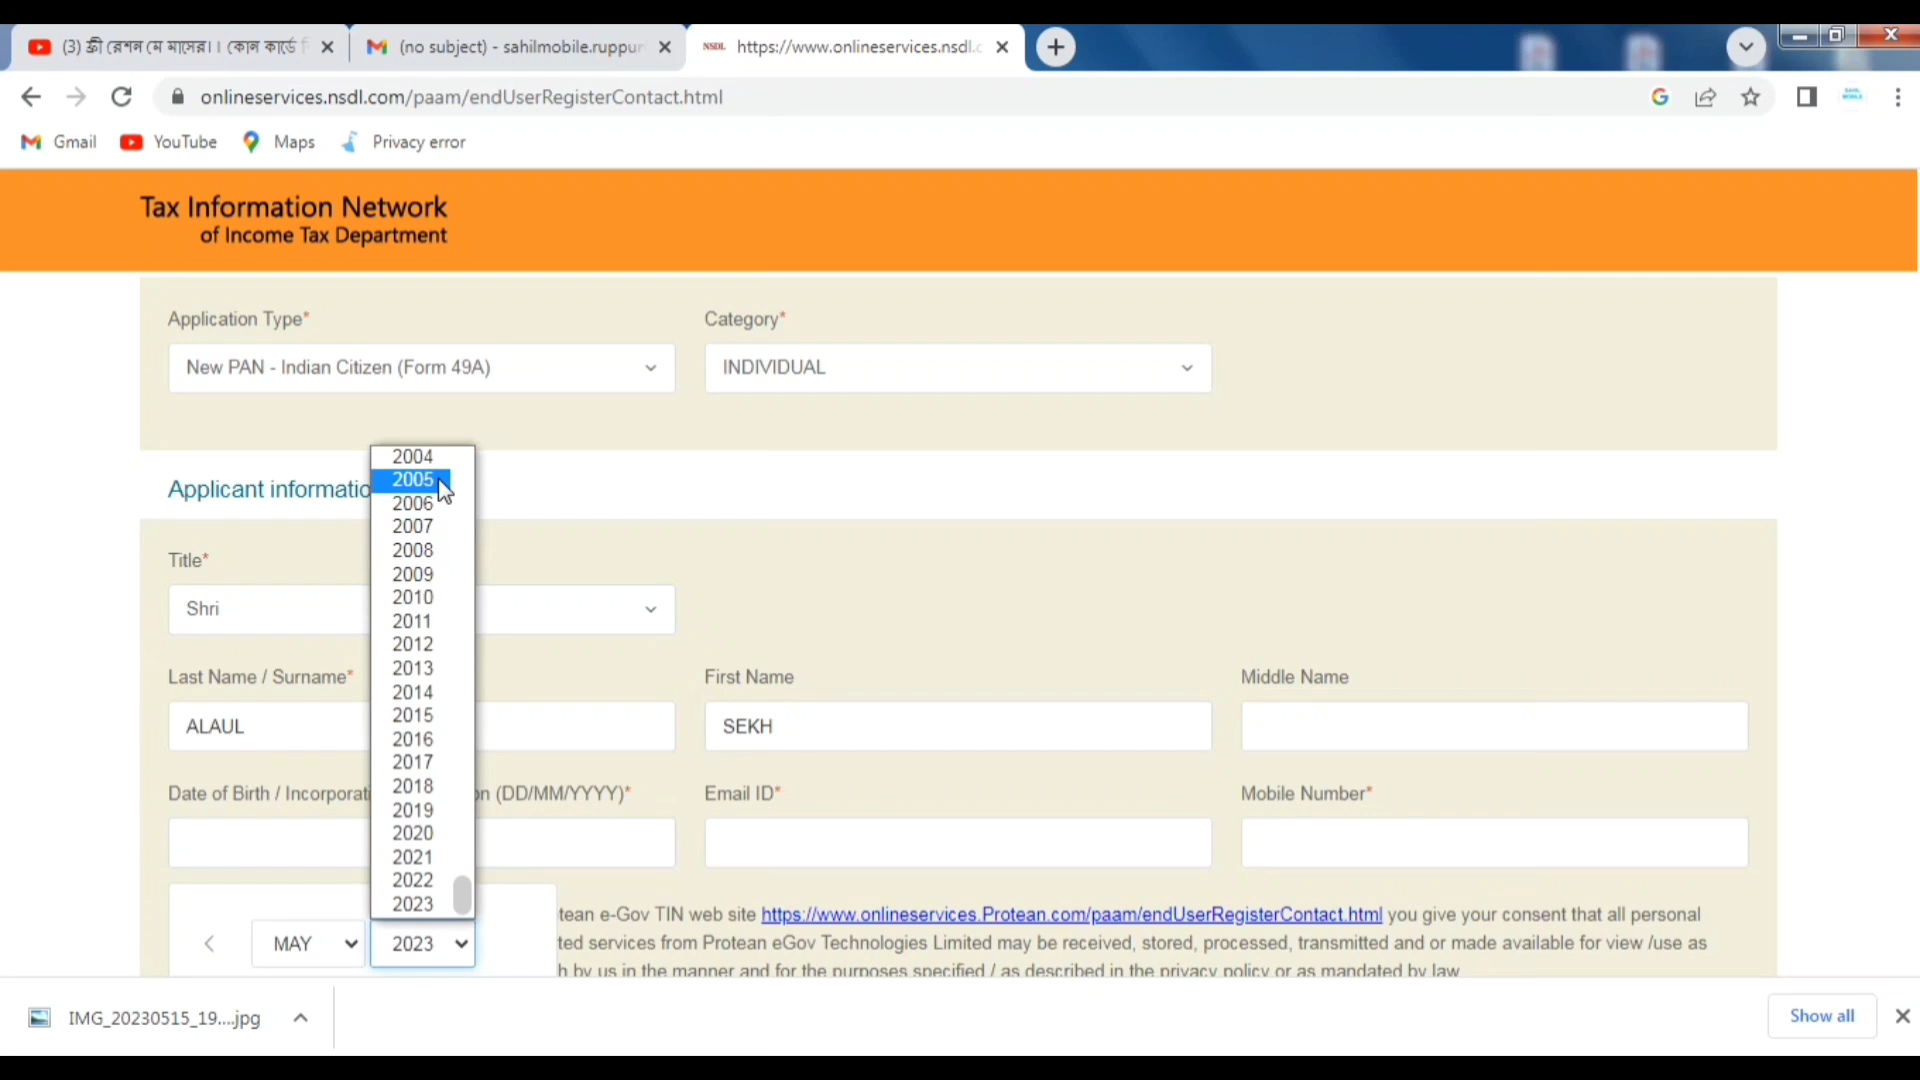 (3) ফ্রী রেশন মে মাসের।। কোন কার্ডে
(no subject) - sahilmobile.ruppur
NSDL https://www.onlineservices.nsdl.c
onlineservices.nsdl.com/paam/endUserRegisterContact.html
Gmail YouTube Maps Privacy error
Tax Information Network
of Income Tax Department
Application Type* Category*
New PAN - Indian Citizen (Form 49A) INDIVIDUAL
2004
2005
Applicant informatio
2006
2007
2008
Title*
2009
2010
Shri
2011
2012
2013
Last Name / Surname* First Name Middle Name
2014
2015
ALAUL SEKH
2016
2017
2018
Date of Birth / Incorporati on (DD/MM/YYYY)* Email ID* Mobile Number*
2019
2020
2021
2022
2023
tean e-Gov TIN web site https://www.onlineservices.Protean.com/paam/endUserRegisterContact.html you give your consent that all personal
MAY 2023
ted services from Protean eGov Technologies Limited may be received, stored, processed, transmitted and or made available for view /use as
h by us in the manner and for the purposes specified / as described in the privacy policy or as mandated by law
IMG_20230515_19....jpg
Show all